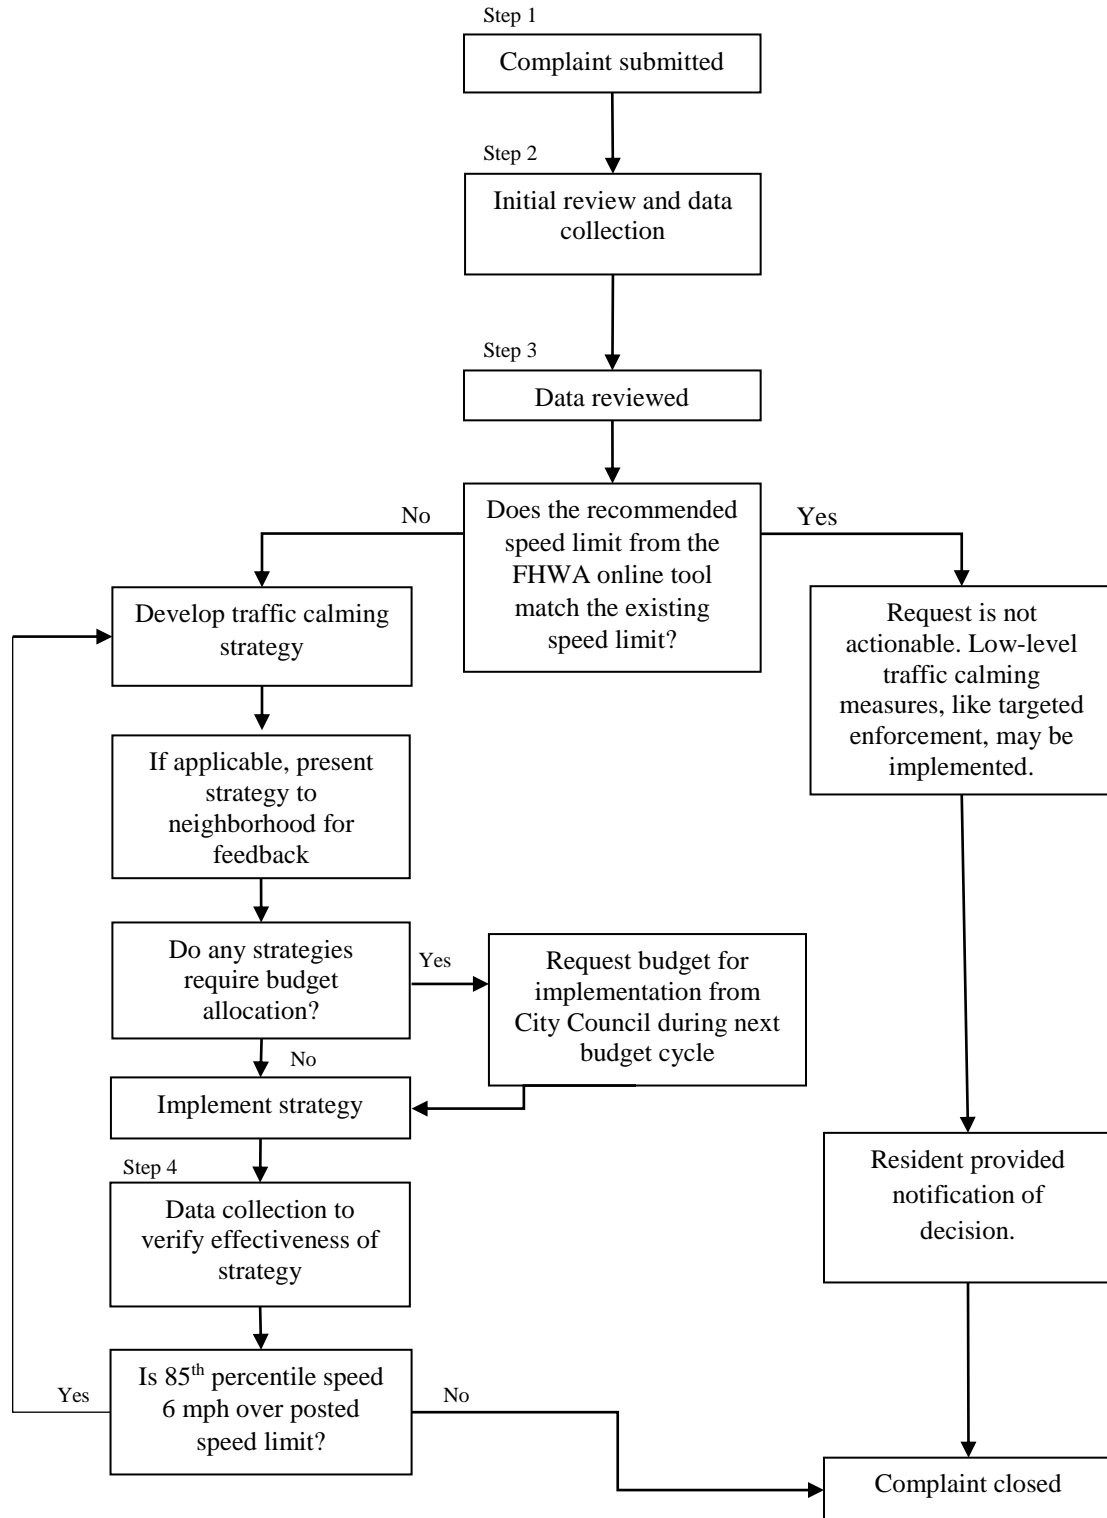 Step 1
Complaint submitted
Step 2
Initial review and data
collection
Step 3
Data reviewed
No
Does the recommended
speed limit from the
FHWA online tool
match the existing
speed limit?
Yes
Develop traffic calming
strategy
Request is not
actionable. Low-level
traffic calming
measures, like targeted
enforcement, may be
implemented.
If applicable, present
strategy to
neighborhood for
feedback
Do any strategies
require budget
allocation?
Yes
Request budget for
implementation from
City Council during next
budget cycle
No
Implement strategy
Step 4
Data collection to
verify effectiveness of
strategy
Resident provided
notification of
decision.
Is 85th percentile speed
6 mph over posted
speed limit?
Yes
No
Complaint closed